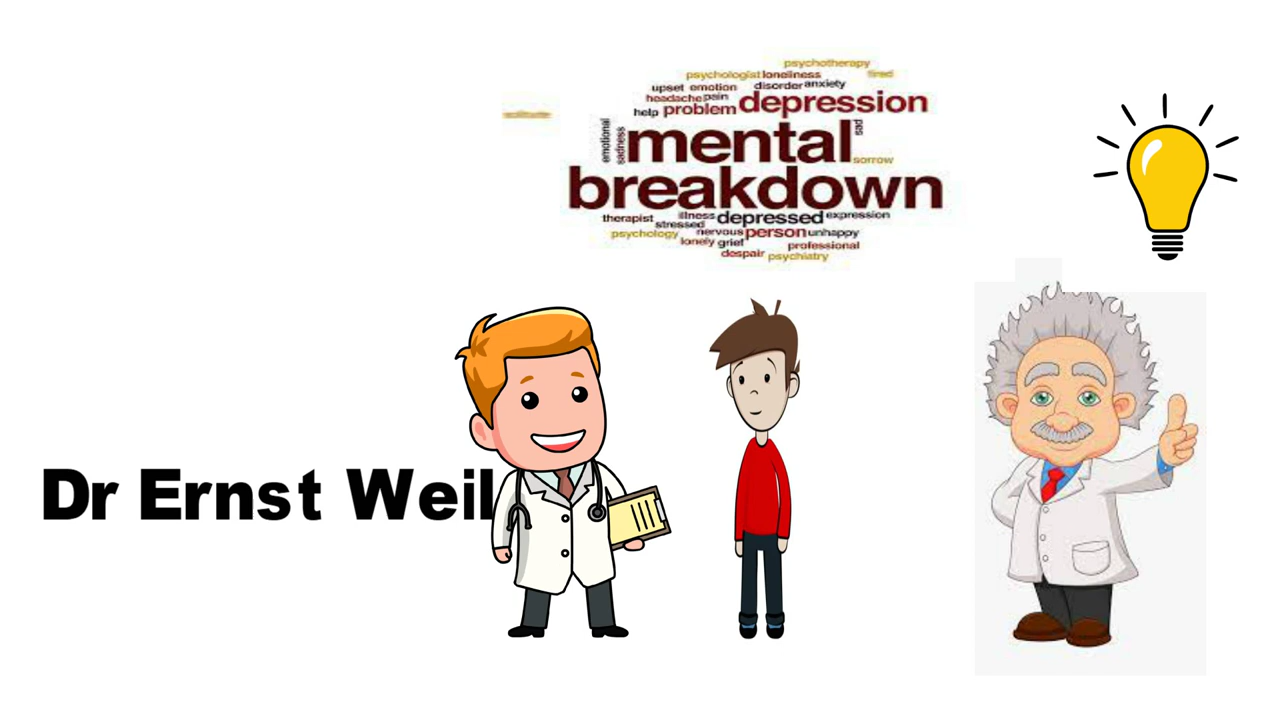 psychotherapy
psychologist loneliness tired
upset emotion disorder anxiety
headache pain depression
help problem
emotional sadness mental sad
sorrow
breakdown
therapist illness depressed expression
stressed
psychology nervous person unhappy
lonely grief professional
despair psychiatry
Dr Ernst Weil